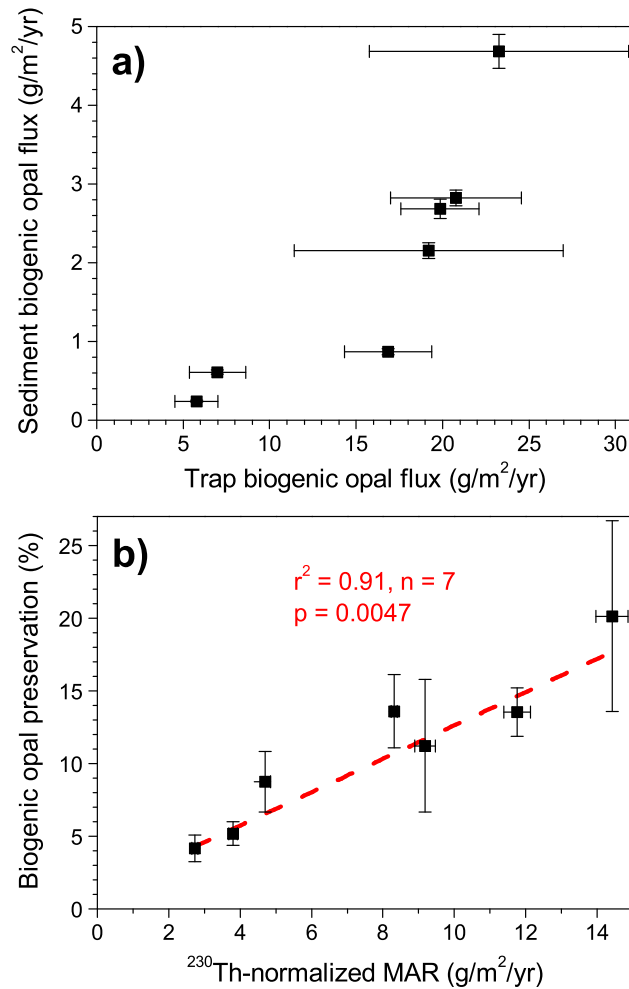 a)
Sediment biogenic opal flux (g/m²/yr)
5
4
3
2
1
0
0 5 10 15 20 25 30
Trap biogenic opal flux (g/m²/yr)
b)
Biogenic opal preservation (%)
25
20
15
10
5
0
r² = 0.91, n = 7
p = 0.0047
0 2 4 6 8 10 12 14
²³⁰Th-normalized MAR (g/m²/yr)